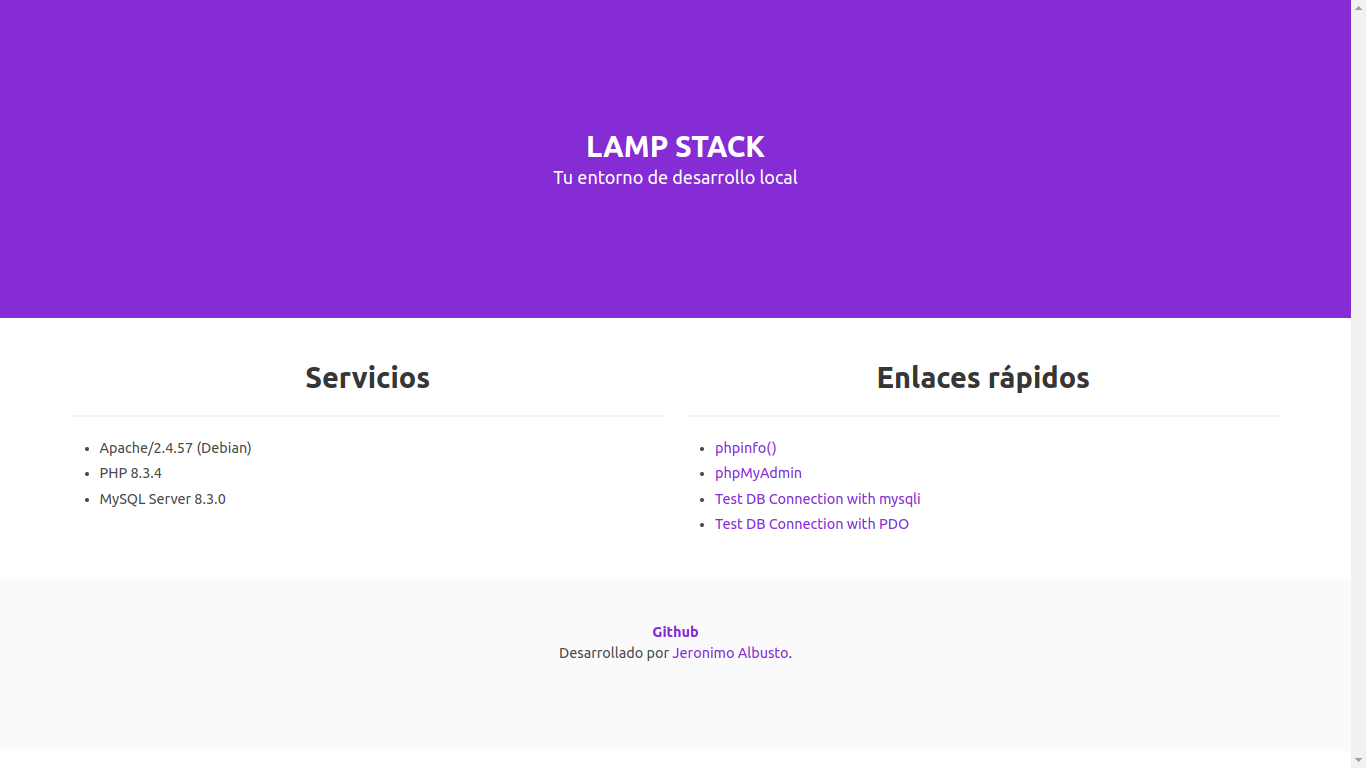 LAMP STACK
Tu entorno de desarrollo local
Servicios
Apache/2.4.57 (Debian)
PHP 8.3.4
MySQL Server 8.3.0
Enlaces rápidos
phpinfo()
phpMyAdmin
Test DB Connection with mysqli
Test DB Connection with PDO
Github
Desarrollado por Jeronimo Albusto.